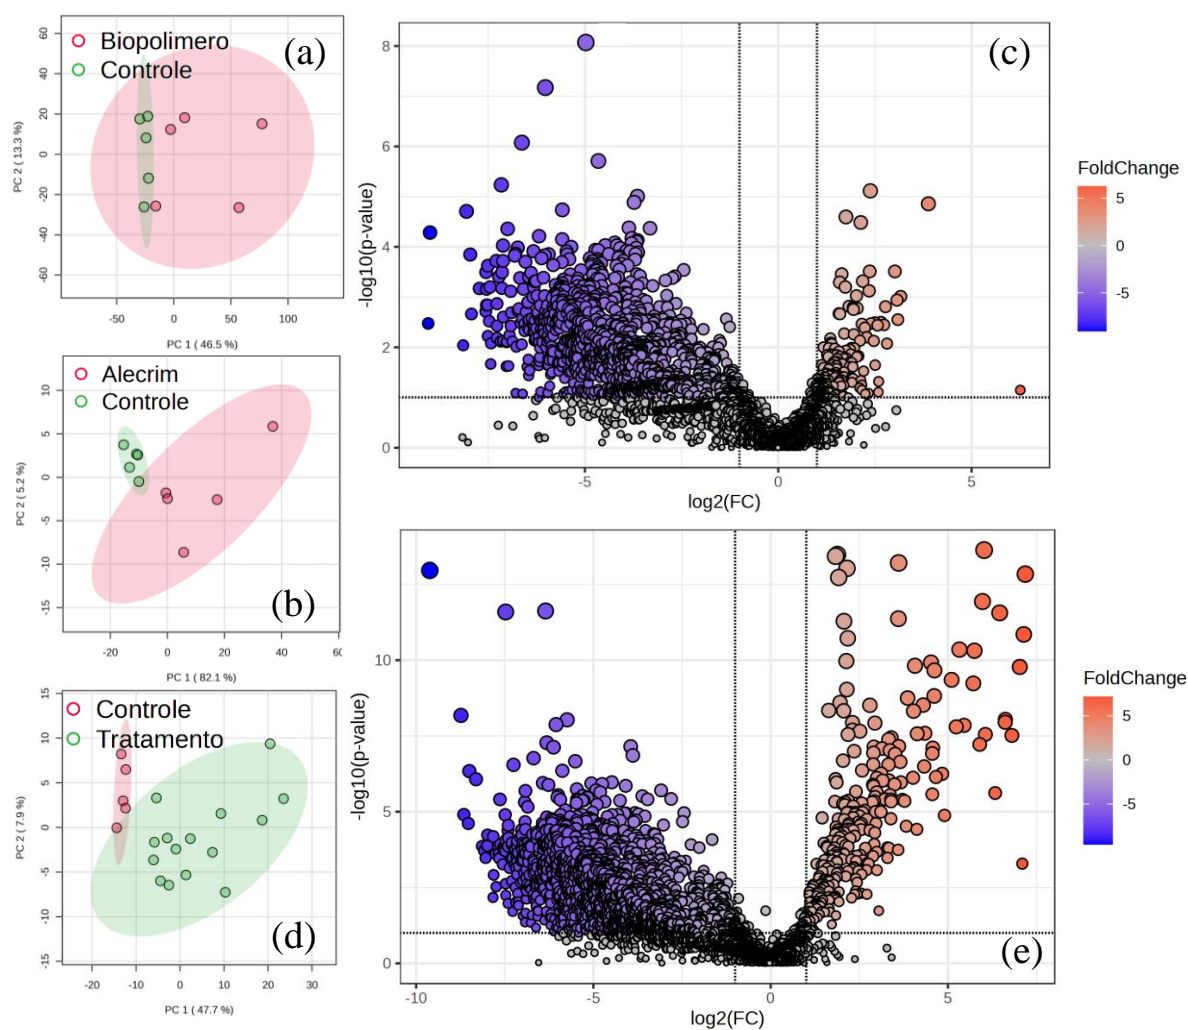 Biopolimero
Controle
(a)
60
40
20
0
-20
-40
-60
PC 2 ( 13.3 %)
-50 0 50 100
PC 1 ( 46.5 %)
Alecrim
Controle
(b)
10
5
0
-5
-10
-15
PC 2 ( 5.2 %)
-20 0 20 40
PC 1 ( 82.1 %)
Controle
Tratamento
(d)
15
10
5
0
-5
-10
-15
PC 2 ( 7.9 %)
-20 -10 0 10 20 30
PC 1 ( 47.7 %)
(c)
8
6
4
2
0
-log10(p-value)
-5 0 5
log2(FC)
FoldChange
5
0
-5
(e)
10
5
0
-log10(p-value)
-10 -5 0 5
log2(FC)
FoldChange
5
0
-5